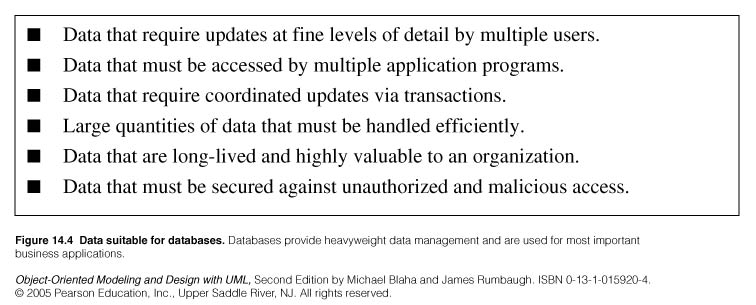 ■ Data that require updates at fine levels of detail by multiple users.
■ Data that must be accessed by multiple application programs.
■ Data that require coordinated updates via transactions.
■ Large quantities of data that must be handled efficiently.
■ Data that are long-lived and highly valuable to an organization.
■ Data that must be secured against unauthorized and malicious access.
Figure 14.4 Data suitable for databases. Databases provide heavyweight data management and are used for most important
business applications.
Object-Oriented Modeling and Design with UML, Second Edition by Michael Blaha and James Rumbaugh. ISBN 0-13-1-015920-4.
© 2005 Pearson Education, Inc., Upper Saddle River, NJ. All rights reserved.